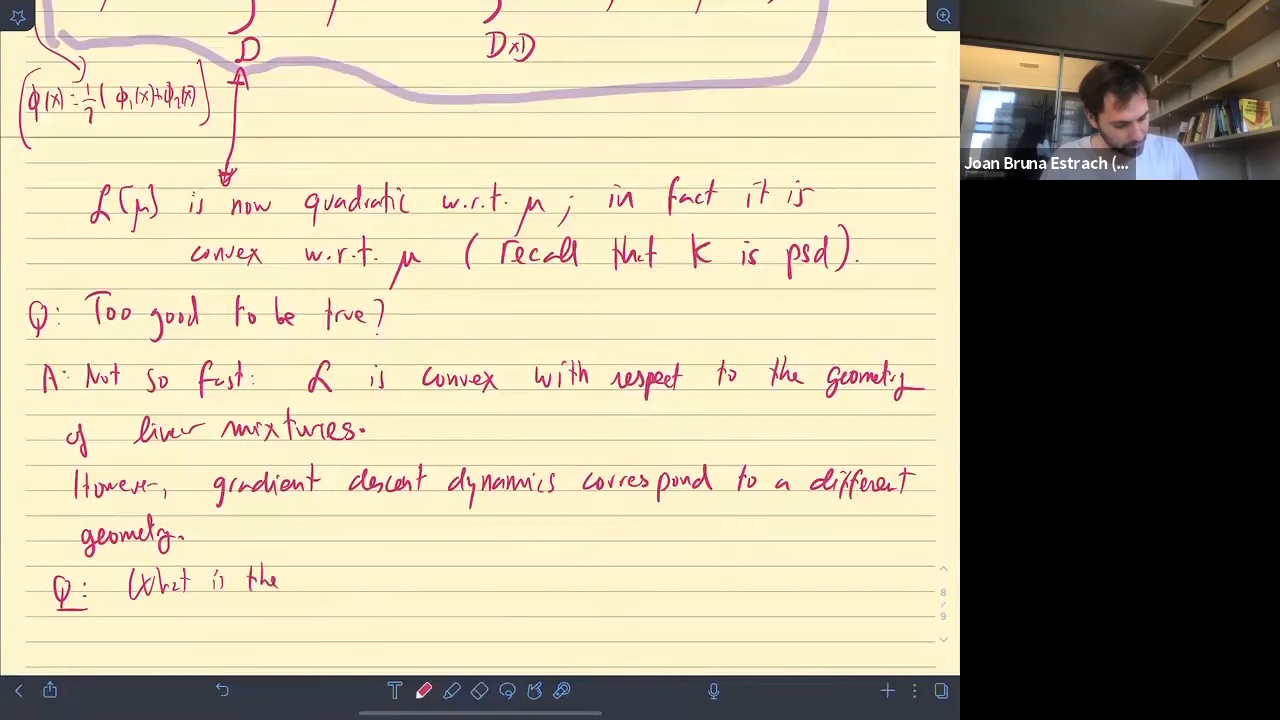 D
D×D
ϕ(x) = 1/2 ( ϕ₁(x) + ϕ₂(x)
L[μ] is now quadratic w.r.t. μ ; in fact it is
convex w.r.t. μ ( recall that K is psd).
Q: Too good to be true?
A: Not so fast: L is convex with respect to the geometry
of linear mixtures.
However, gradient descent dynamics correspond to a different
geometry.
Q: What is the
Joan Bruna Estrach (...
8
/
9
T